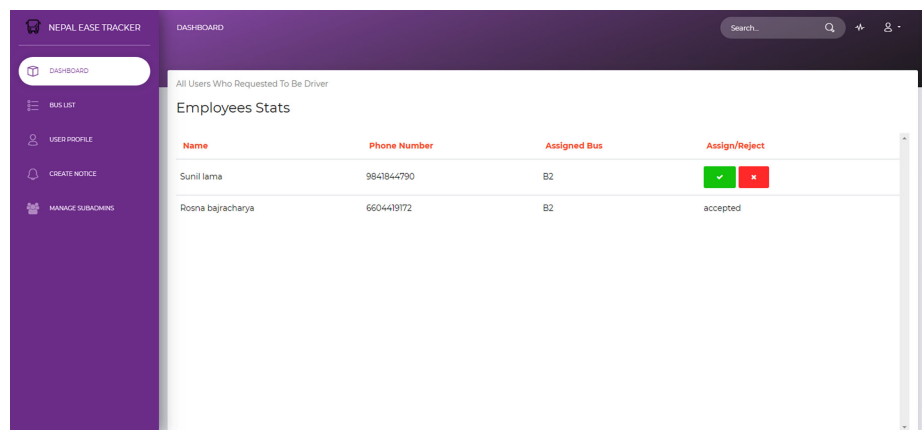 NEPAL EASE TRACKER
DASHBOARD
Search...
DASHBOARD
BUS LIST
USER PROFILE
CREATE NOTICE
MANAGE SUBADMINS
All Users Who Requested To Be Driver
Employees Stats
Name Phone Number Assigned Bus Assign/Reject
Sunil lama 9841844790 B2
Rosna bajracharya 6604419172 B2 accepted